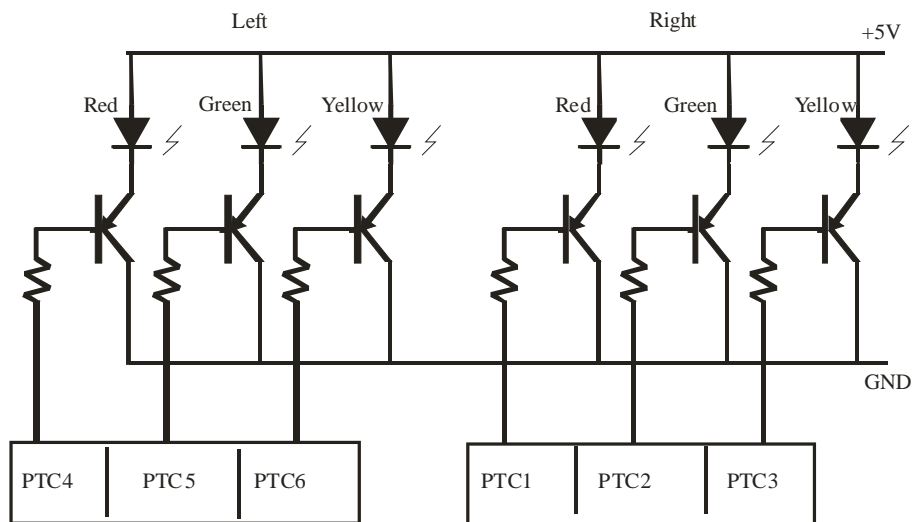 Left
Right
+5V
Red
Green
Yellow
Red
Green
Yellow
GND
PTC4
PTC5
PTC6
PTC1
PTC2
PTC3